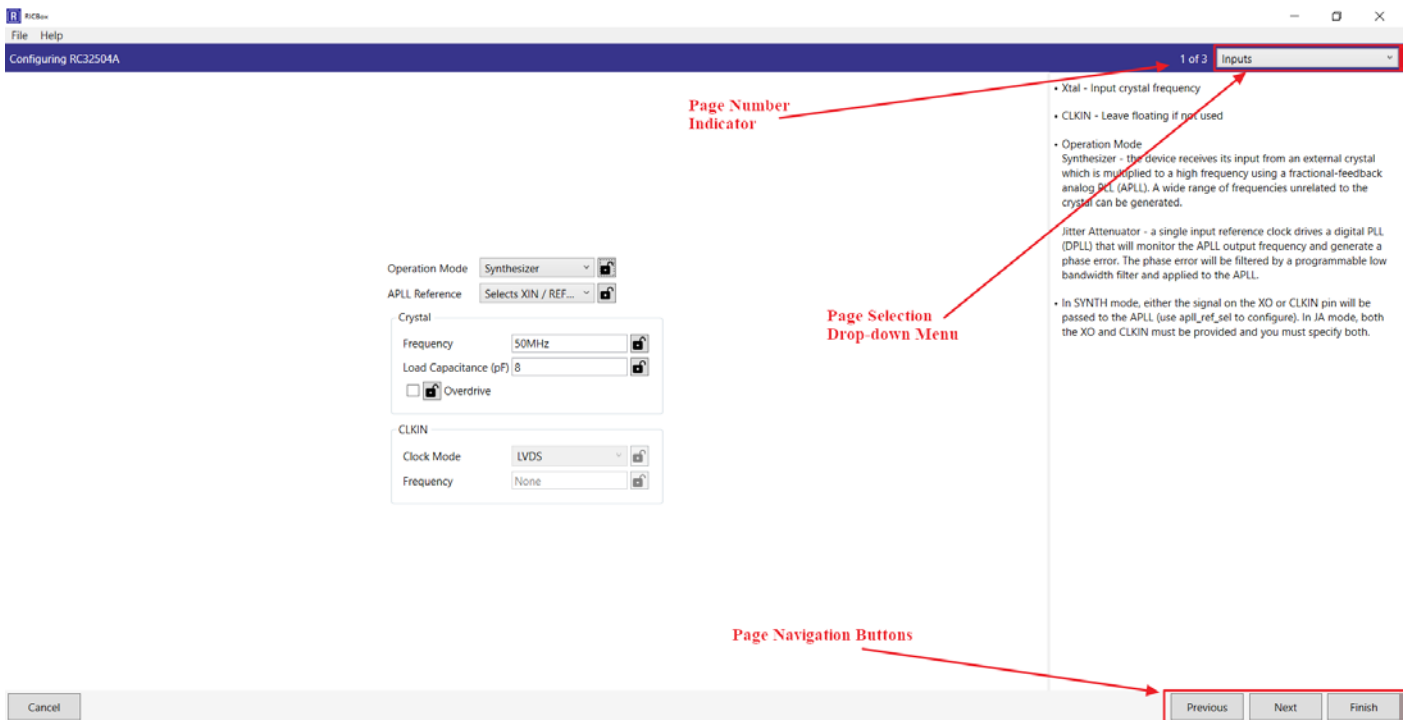 R RICBox
File Help
Configuring RC32504A
1 of 3 Inputs
Page Number
Indicator
• Xtal - Input crystal frequency
• CLKIN - Leave floating if not used
• Operation Mode
Synthesizer - the device receives its input from an external crystal
which is multiplied to a high frequency using a fractional-feedback
analog PLL (APLL). A wide range of frequencies unrelated to the
crystal can be generated.
Jitter Attenuator - a single input reference clock drives a digital PLL
(DPLL) that will monitor the APLL output frequency and generate a
phase error. The phase error will be filtered by a programmable low
bandwidth filter and applied to the APLL.
• In SYNTH mode, either the signal on the XO or CLKIN pin will be
passed to the APLL (use apll_ref_sel to configure). In JA mode, both
the XO and CLKIN must be provided and you must specify both.
Operation Mode Synthesizer
APLL Reference Selects XIN / REF...
Crystal
Frequency 50MHz
Load Capacitance (pF) 8
Overdrive
CLKIN
Clock Mode LVDS
Frequency None
Page Selection
Drop-down Menu
Page Navigation Buttons
Cancel Previous Next Finish